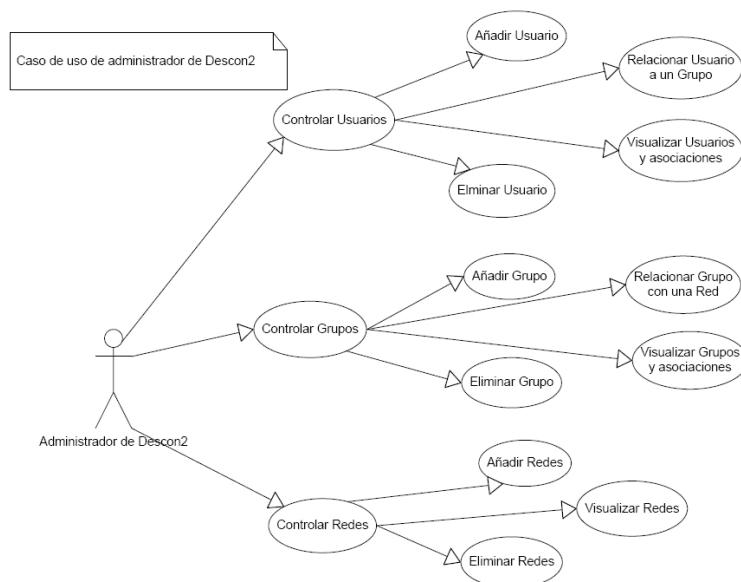 Caso de uso de administrador de Descon2
Añadir Usuario
Relacionar Usuario
a un Grupo
Controlar Usuarios
Visualizar Usuarios
y asociaciones
Elminar Usuario
Añadir Grupo
Relacionar Grupo
con una Red
Controlar Grupos
Visualizar Grupos
y asociaciones
Eliminar Grupo
Administrador de Descon2
Añadir Redes
Visualizar Redes
Controlar Redes
Eliminar Redes